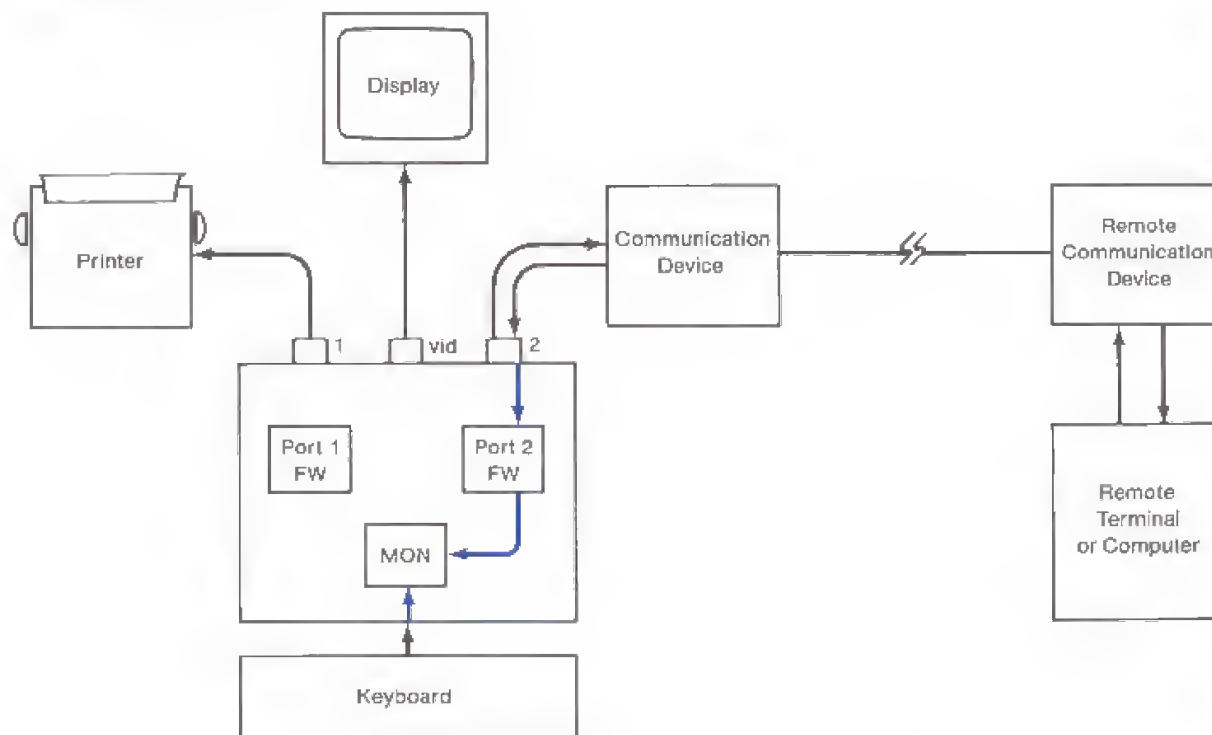 Display
Printer
Communication
Device
Remote
Communication
Device
1
vid
2
Port 1
FW
Port 2
FW
MON
Remote
Terminal
or Computer
Keyboard